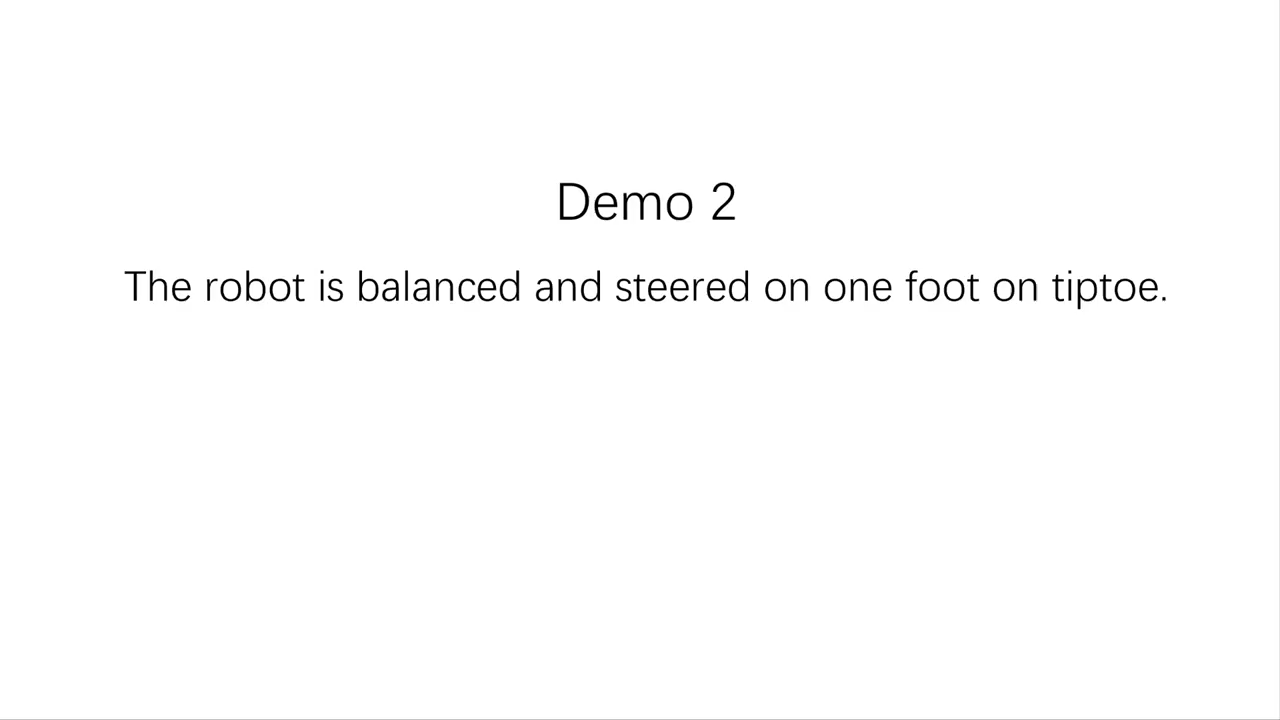 Demo 2
The robot is balanced and steered on one foot on tiptoe.